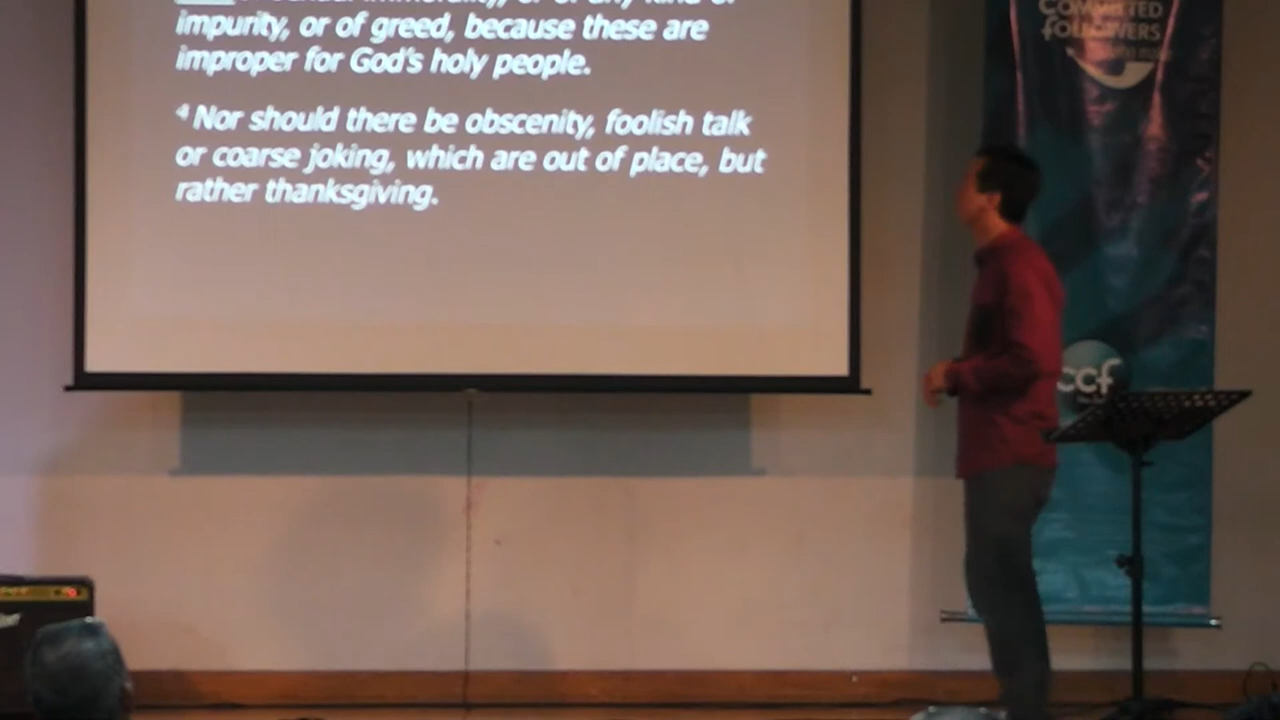 impurity, or of greed, because these are
improper for God's holy people.
4 Nor should there be obscenity, foolish talk
or coarse joking, which are out of place, but
rather thanksgiving.
COMMITTED
fOLLOWERS
ccf